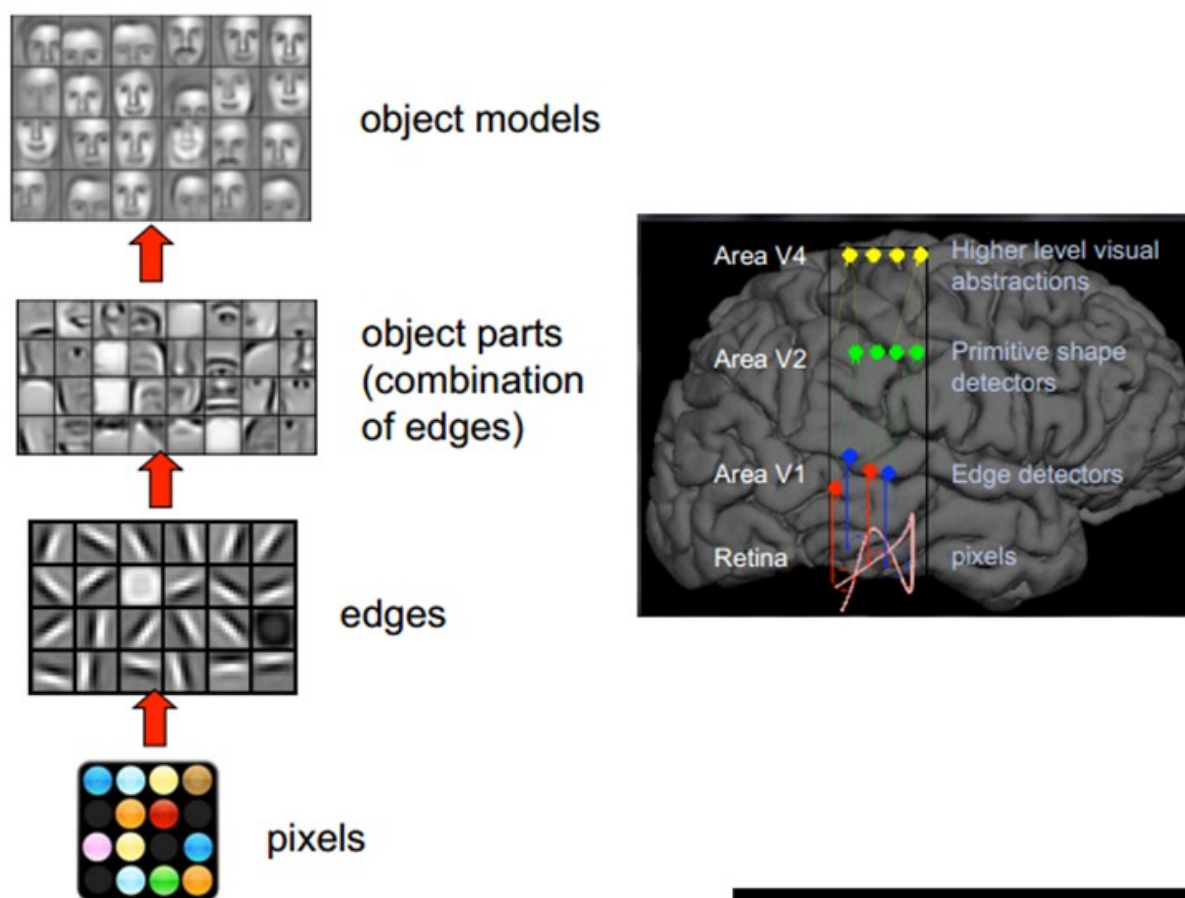 object models
object parts
(combination
of edges)
edges
pixels
Area V4
Higher level visual
abstractions
Area V2
Primitive shape
detectors
Area V1
Edge detectors
Retina
pixels